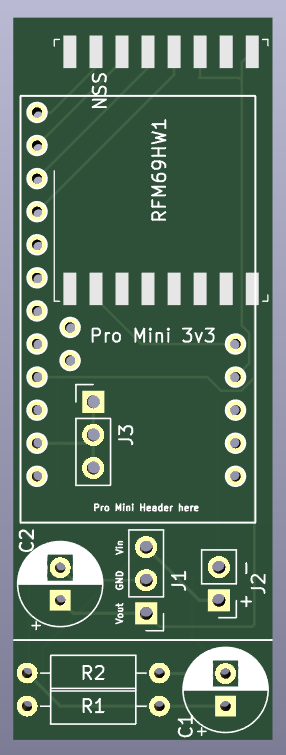 NSS
RFM69HW1
Pro Mini 3v3
J3
Pro Mini Header here
C2
+
Vin
GND
Vout
J1
J2
-
+
R2
R1
C1
+